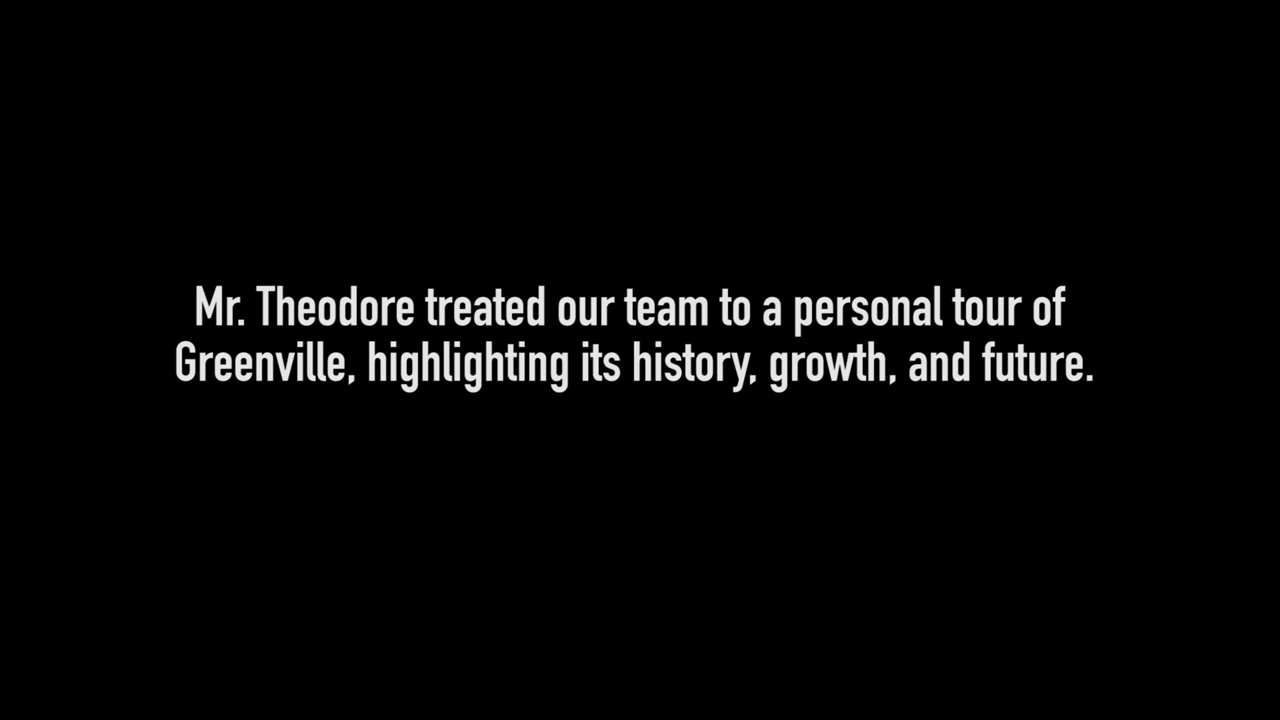 Mr. Theodore treated our team to a personal tour of
Greenville, highlighting its history, growth, and future.